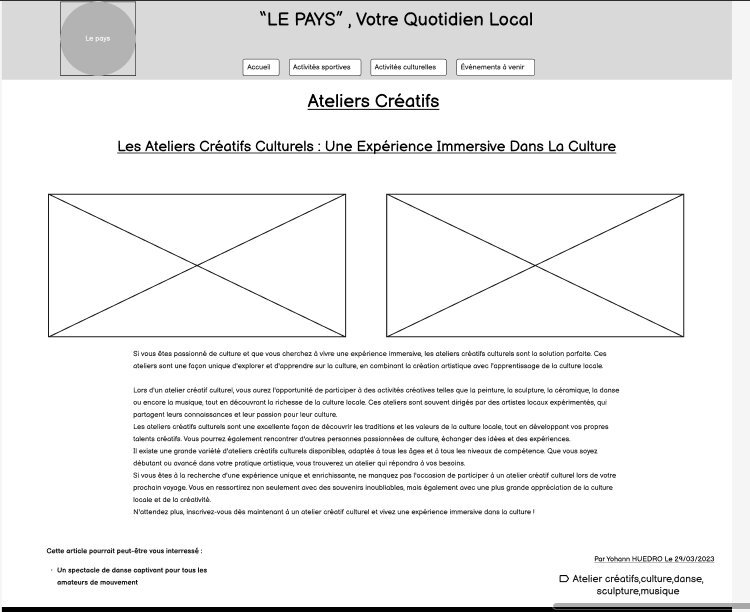 Le pays
“LE PAYS” , Votre Quotidien Local
Accueil
Activités sportives
Activités culturelles
Événements à venir
Ateliers Créatifs
Les Ateliers Créatifs Culturels : Une Expérience Immersive Dans La Culture
Si vous êtes passionné de culture et que vous cherchez à vivre une expérience immersive, les ateliers créatifs culturels sont la solution parfaite. Ces
ateliers sont une façon unique d'explorer et d'apprendre sur la culture, en combinant la création artistique avec l'apprentissage de la culture locale.
Lors d'un atelier créatif culturel, vous aurez l'opportunité de participer à des activités créatives telles que la peinture, la sculpture, la céramique, la danse
ou encore la musique, tout en découvrant la richesse de la culture locale. Ces ateliers sont souvent dirigés par des artistes locaux expérimentés, qui
partagent leurs connaissances et leur passion pour leur culture.
Les ateliers créatifs culturels sont une excellente façon de découvrir les traditions et les valeurs de la culture locale, tout en développant vos propres
talents créatifs. Vous pourrez également rencontrer d'autres personnes passionnées de culture, échanger des idées et des expériences.
Il existe une grande variété d'ateliers créatifs culturels disponibles, adaptés à tous les âges et à tous les niveaux de compétence. Que vous soyez
débutant ou avancé dans votre pratique artistique, vous trouverez un atelier qui répondra à vos besoins.
Si vous êtes à la recherche d'une expérience unique et enrichissante, ne manquez pas l'occasion de participer à un atelier créatif culturel lors de votre
prochain voyage. Vous en ressortirez non seulement avec des souvenirs inoubliables, mais également avec une plus grande appréciation de la culture
locale et de la créativité.
N'attendez plus, inscrivez-vous dès maintenant à un atelier créatif culturel et vivez une expérience immersive dans la culture !
Cette article pourrait peut-être vous interressé :
· Un spectacle de danse captivant pour tous les
amateurs de mouvement
Par Yohann HUEDRO Le 29/03/2023
Atelier créatifs,culture,danse,
sculpture,musique